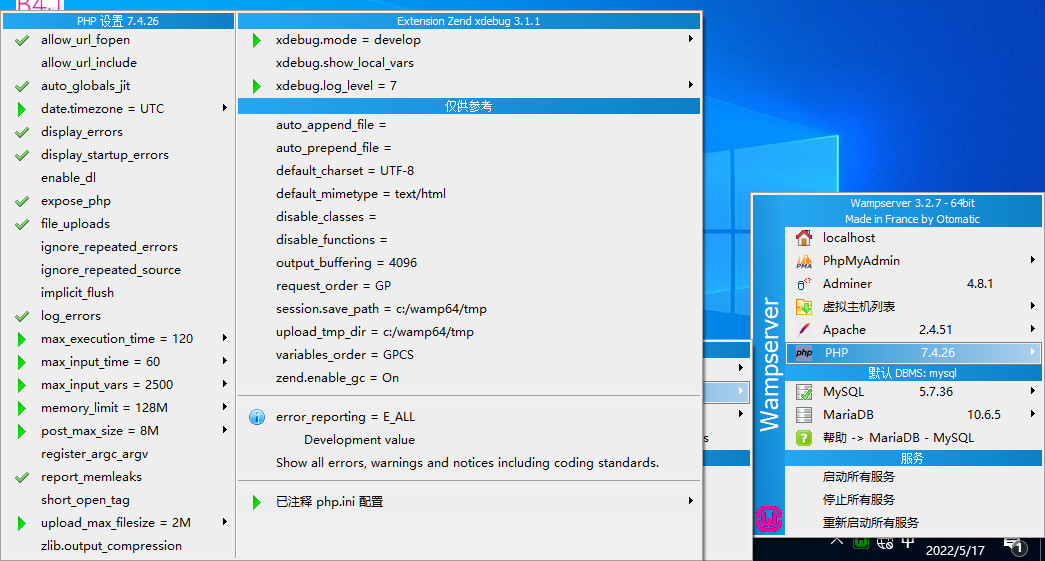 R4.1
PHP 设置 7.4.26
allow_url_fopen
allow_url_include
auto_globals_jit
date.timezone = UTC
display_errors
display_startup_errors
enable_dl
expose_php
file_uploads
ignore_repeated_errors
ignore_repeated_source
implicit_flush
log_errors
max_execution_time = 120
max_input_time = 60
max_input_vars = 2500
memory_limit = 128M
post_max_size = 8M
register_argc_argv
report_memleaks
short_open_tag
upload_max_filesize = 2M
zlib.output_compression
Extension Zend xdebug 3.1.1
xdebug.mode = develop
xdebug.show_local_vars
xdebug.log_level = 7
仅供参考
auto_append_file =
auto_prepend_file =
default_charset = UTF-8
default_mimetype = text/html
disable_classes =
disable_functions =
output_buffering = 4096
request_order = GP
session.save_path = c:/wamp64/tmp
upload_tmp_dir = c:/wamp64/tmp
variables_order = GPCS
zend.enable_gc = On
error_reporting = E_ALL
Development value
Show all errors, warnings and notices including coding standards.
已注释 php.ini 配置
s
Wampserver
Wampserver 3.2.7 - 64bit
Made in France by Otomatic
localhost
PMA PhpMyAdmin
Adminer 4.8.1
虚拟主机列表
Apache 2.4.51
php PHP 7.4.26
默认 DBMS: mysql
MySQL 5.7.36
MariaDB 10.6.5
帮助 -> MariaDB - MySQL
服务
启动所有服务
停止所有服务
重新启动所有服务
中
2022/5/17
1